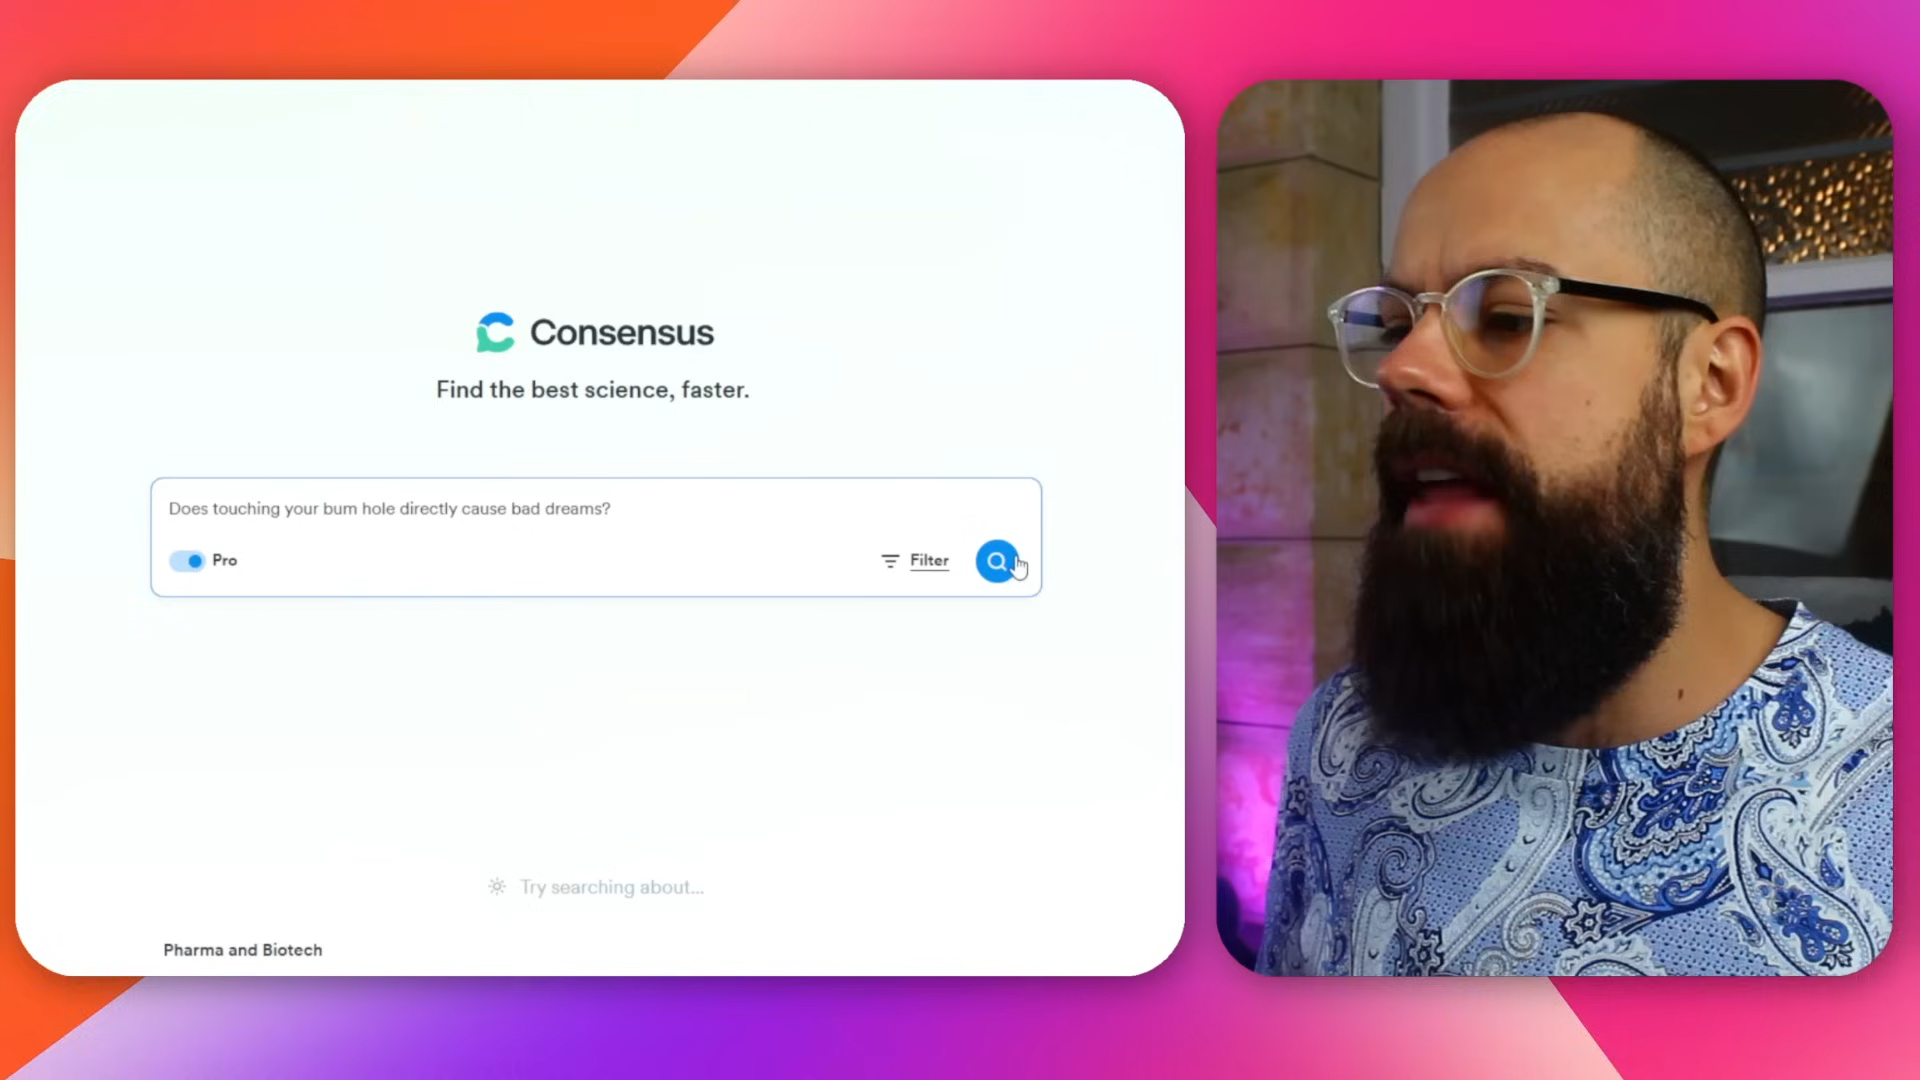 Consensus
Find the best science, faster.
Does touching your bum hole directly cause bad dreams?
Pro
Filter
Try searching about...
Pharma and Biotech